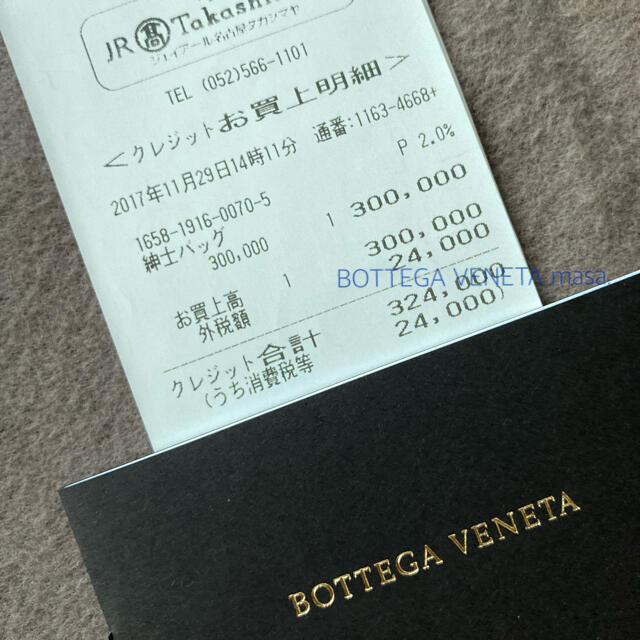 JR 髙 Takashi
ジェイアール名古屋タカシマヤ
TEL (052)566-1101
＜クレジットお買上明細＞
2017年11月29日14時11分 通番:1163-4668+
P 2.0%
1658-1916-0070-5
紳士バッグ 1 300,000
300,000
お買上高 1 300,000
外税額 24,000
クレジット合計 324,000
(うち消費税等 24,000)
BOTTEGA VENETA masa,
BOTTEGA VENETA